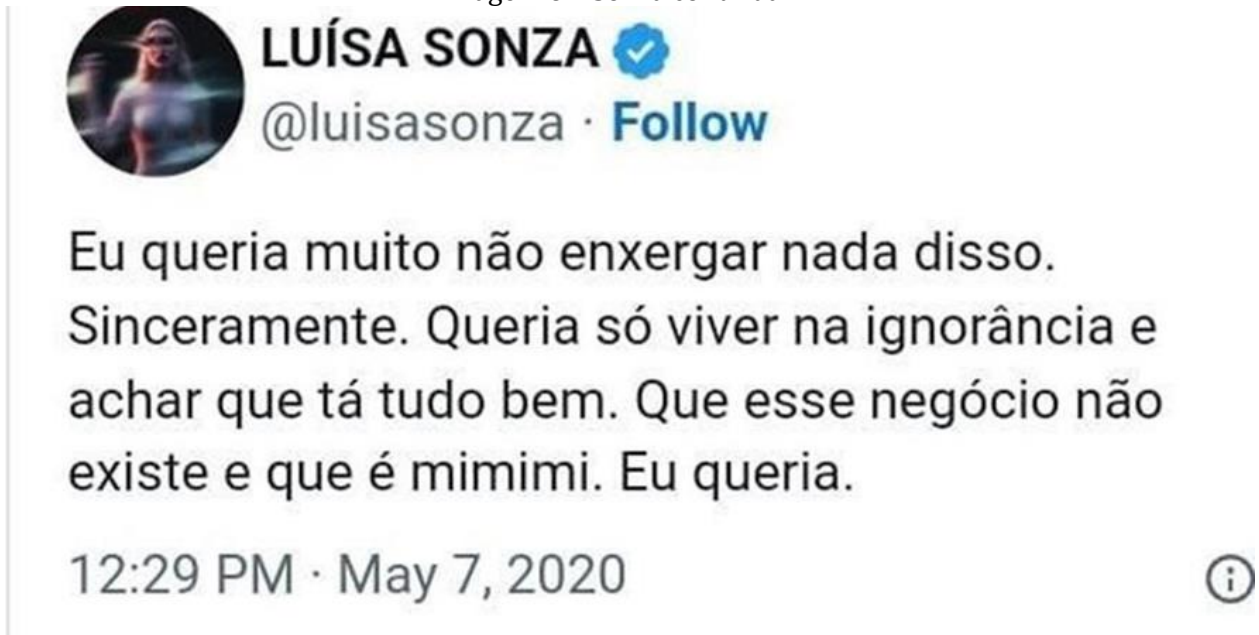 LUÍSA SONZA
@luisasonza · Follow
Eu queria muito não enxergar nada disso.
Sinceramente. Queria só viver na ignorância e
achar que tá tudo bem. Que esse negócio não
existe e que é mimimi. Eu queria.
12:29 PM · May 7, 2020